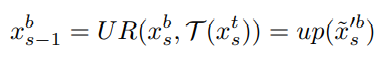 $x_{s-1}^{b} = UR(x_{s}^{b}, \mathcal{T}(x_{s}^{t})) = up(\tilde{x}_{s}^{\prime b})$